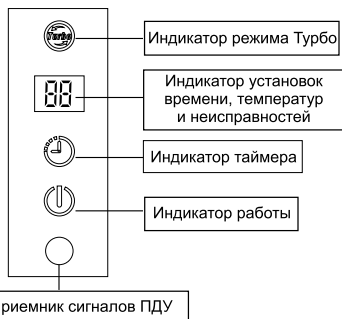 Turbo
Индикатор режима Турбо
88
Индикатор установок
времени, температур
и неисправностей
Индикатор таймера
Индикатор работы
риемник сигналов ПДУ